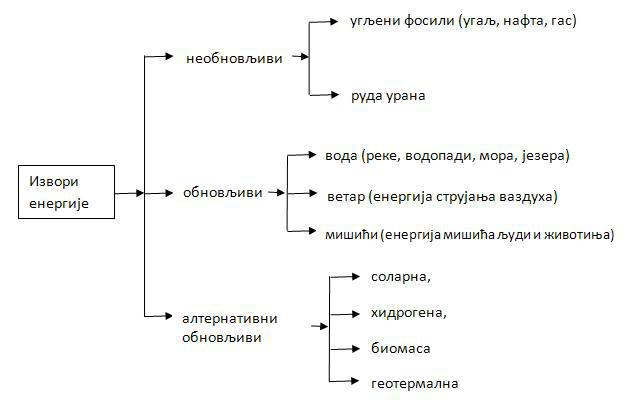 Извори
енергије
необновљиви
угљени фосили (угаљ, нафта, гас)
руда урана
обновљиви
вода (реке, водопади, мора, језера)
ветар (енергија струјања ваздуха)
мишићи (енергија мишића људи и животиња)
алтернативни
обновљиви
соларна,
хидрогена,
биомаса
геотермална